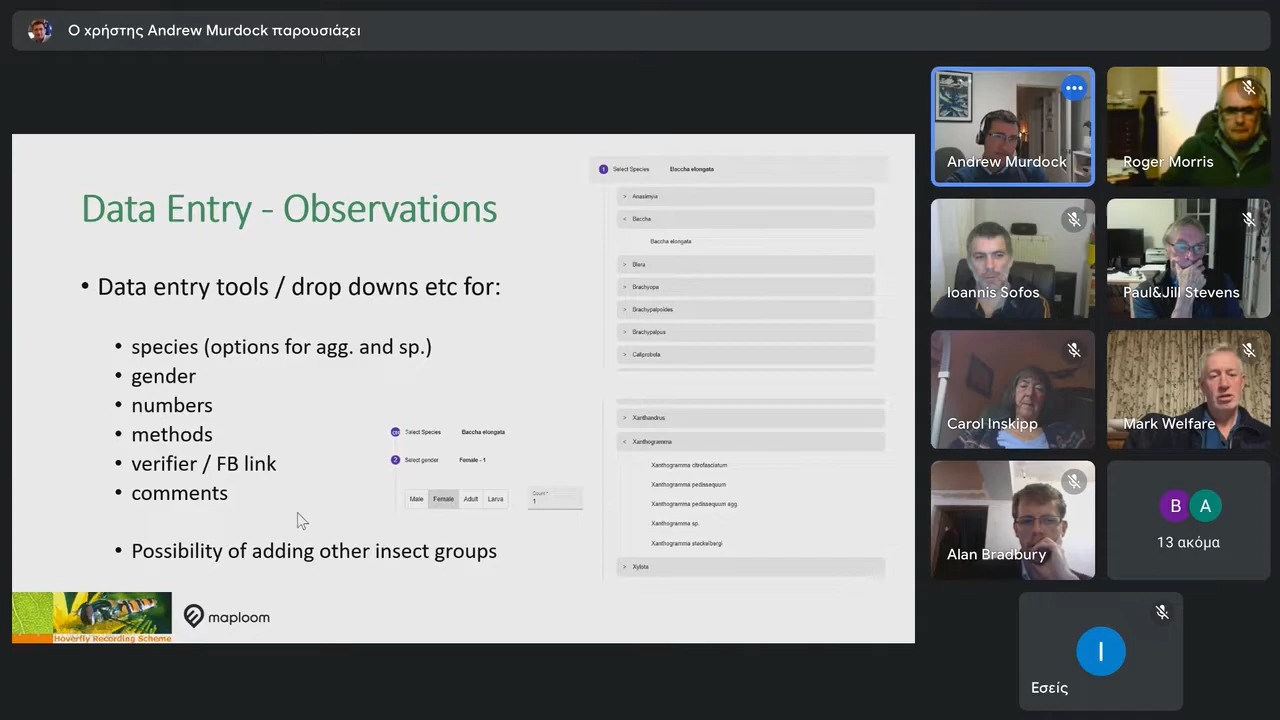 Ο χρήστης Andrew Murdock παρουσιάζει
Data Entry - Observations
• Data entry tools / drop downs etc for:
• species (options for agg. and sp.)
• gender
• numbers
• methods
• verifier / FB link
• comments
• Possibility of adding other insect groups
Select Species Baccha elongata
2 Select gender Female - 1
Male Female Adult Larva
Count *
1
1 Select Species Baccha elongata
Anasimyia
Baccha
Baccha elongata
Blera
Brachyopa
Brachypalpoides
Brachypalpus
Caliprobola
Xanthandrus
Xanthogramma
Xanthogramma citrofasciatum
Xanthogramma pedissequum
Xanthogramma pedissequum agg.
Xanthogramma sp.
Xanthogramma stackelbergi
Xylota
Hoverfly Recording Scheme
maploom
Andrew Murdock
Roger Morris
Ioannis Sofos
Paul&Jill Stevens
Carol Inskipp
Mark Welfare
Alan Bradbury
B A
13 ακόμα
I
Εσείς